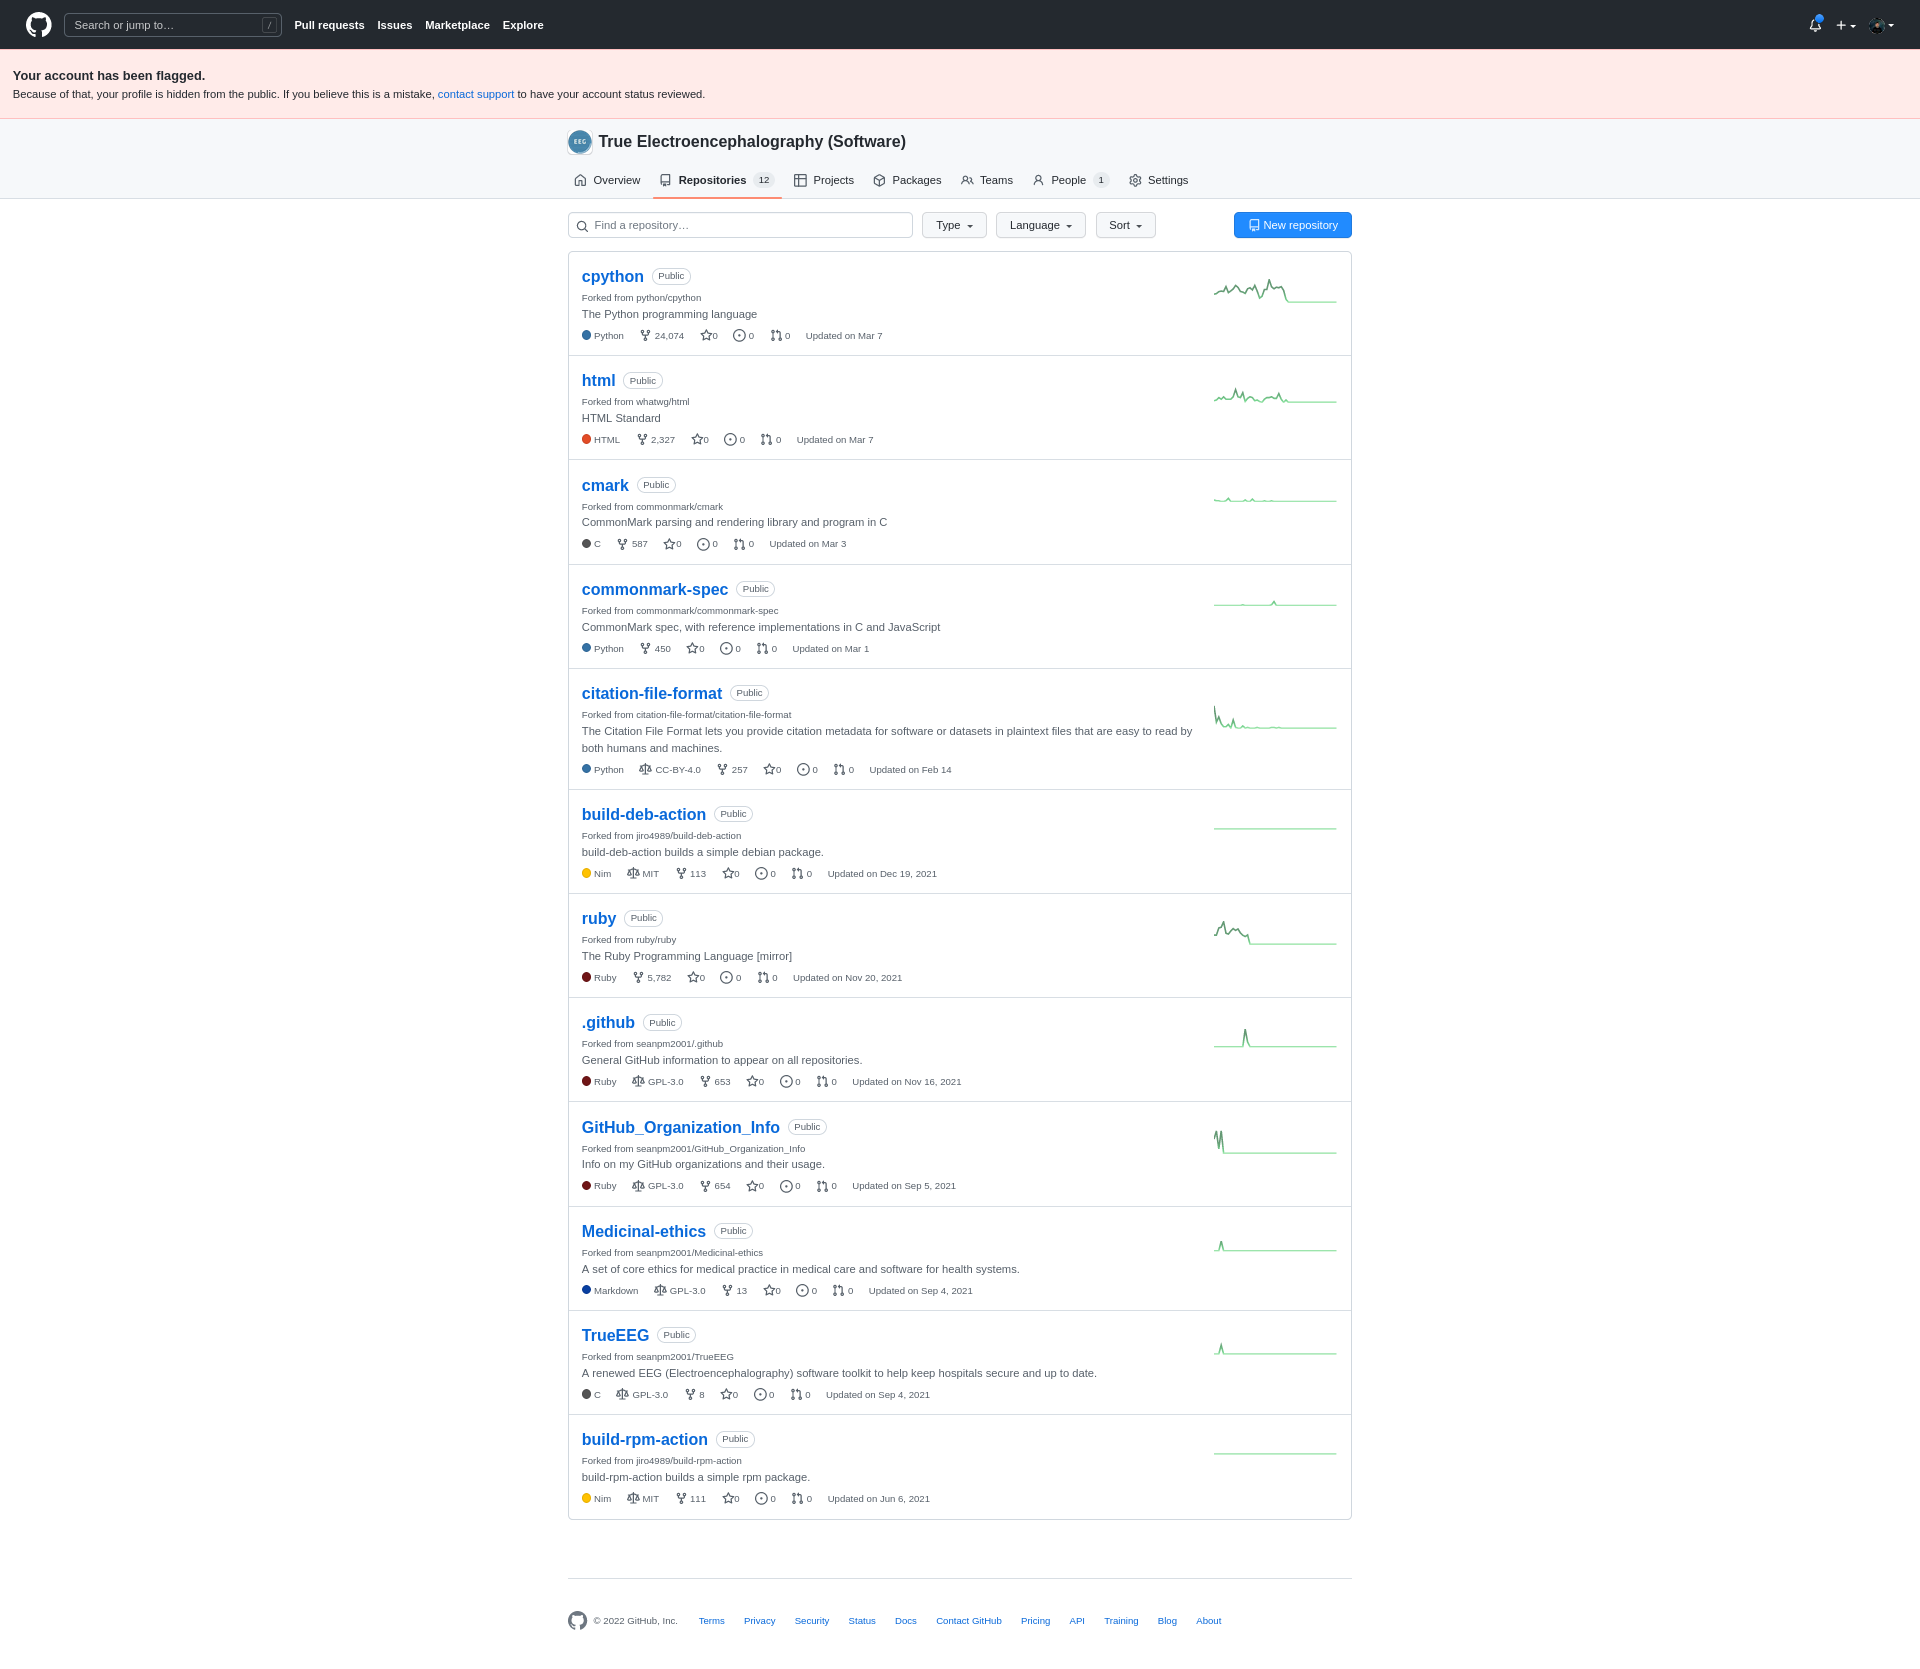 Search or jump to… /
Pull requests Issues Marketplace Explore
Your account has been flagged.
Because of that, your profile is hidden from the public. If you believe this is a mistake, contact support to have your account status reviewed.
EEG True Electroencephalography (Software)
Overview Repositories 12 Projects Packages Teams People 1 Settings
Find a repository… Type Language Sort New repository
cpython Public
Forked from python/cpython
The Python programming language
Python 24,074 0 0 0 Updated on Mar 7
html Public
Forked from whatwg/html
HTML Standard
HTML 2,327 0 0 0 Updated on Mar 7
cmark Public
Forked from commonmark/cmark
CommonMark parsing and rendering library and program in C
C 587 0 0 0 Updated on Mar 3
commonmark-spec Public
Forked from commonmark/commonmark-spec
CommonMark spec, with reference implementations in C and JavaScript
Python 450 0 0 0 Updated on Mar 1
citation-file-format Public
Forked from citation-file-format/citation-file-format
The Citation File Format lets you provide citation metadata for software or datasets in plaintext files that are easy to read by
both humans and machines.
Python CC-BY-4.0 257 0 0 0 Updated on Feb 14
build-deb-action Public
Forked from jiro4989/build-deb-action
build-deb-action builds a simple debian package.
Nim MIT 113 0 0 0 Updated on Dec 19, 2021
ruby Public
Forked from ruby/ruby
The Ruby Programming Language [mirror]
Ruby 5,782 0 0 0 Updated on Nov 20, 2021
.github Public
Forked from seanpm2001/.github
General GitHub information to appear on all repositories.
Ruby GPL-3.0 653 0 0 0 Updated on Nov 16, 2021
GitHub_Organization_Info Public
Forked from seanpm2001/GitHub_Organization_Info
Info on my GitHub organizations and their usage.
Ruby GPL-3.0 654 0 0 0 Updated on Sep 5, 2021
Medicinal-ethics Public
Forked from seanpm2001/Medicinal-ethics
A set of core ethics for medical practice in medical care and software for health systems.
Markdown GPL-3.0 13 0 0 0 Updated on Sep 4, 2021
TrueEEG Public
Forked from seanpm2001/TrueEEG
A renewed EEG (Electroencephalography) software toolkit to help keep hospitals secure and up to date.
C GPL-3.0 8 0 0 0 Updated on Sep 4, 2021
build-rpm-action Public
Forked from jiro4989/build-rpm-action
build-rpm-action builds a simple rpm package.
Nim MIT 111 0 0 0 Updated on Jun 6, 2021
© 2022 GitHub, Inc. Terms Privacy Security Status Docs Contact GitHub Pricing API Training Blog About